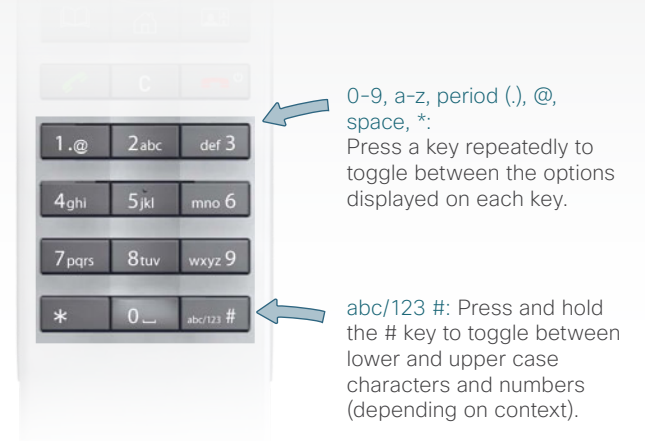 C
1.@ 2abc def 3
4ghi 5jkl mno 6
7pqrs 8tuv wxyz 9
* 0⎵ abc/123 #
0-9, a-z, period (.), @,
space, *:
Press a key repeatedly to
toggle between the options
displayed on each key.
abc/123 #: Press and hold
the # key to toggle between
lower and upper case
characters and numbers
(depending on context).